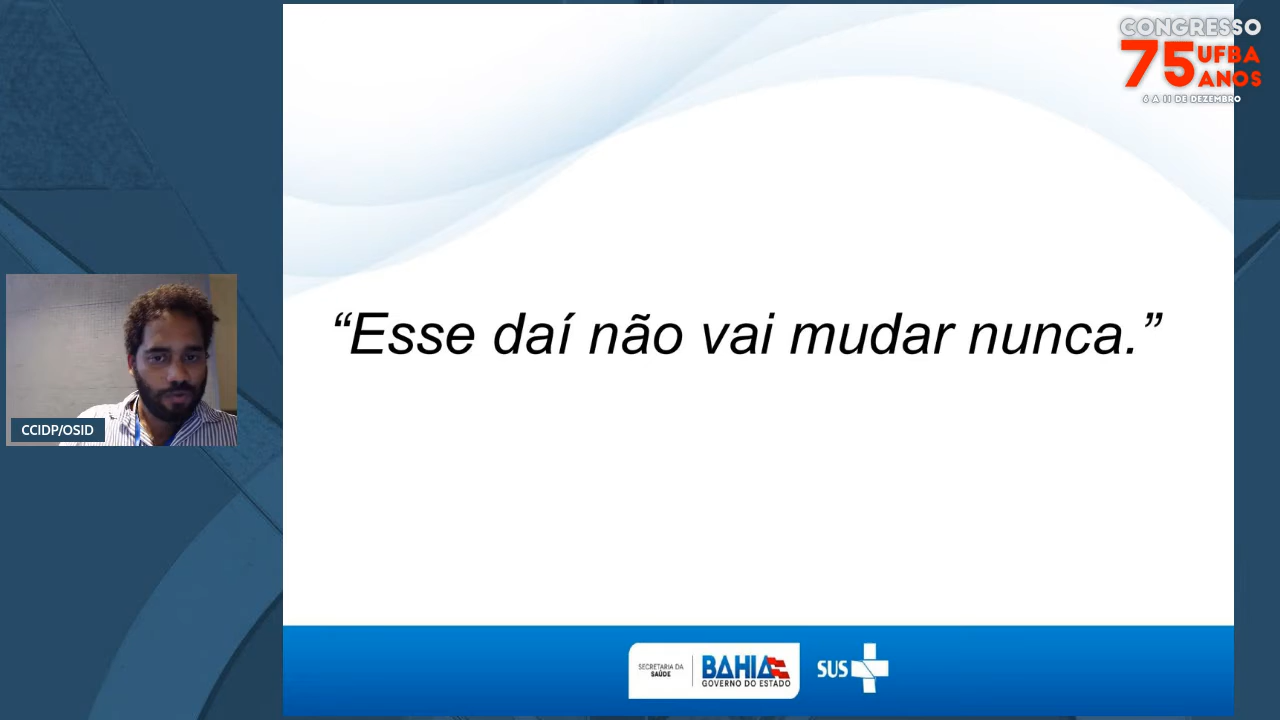 CONGRESSO
75 UFBA
ANOS
6 A 11 DE DEZEMBRO
“Esse daí não vai mudar nunca.”
CCIDP/OSID
SECRETARIA DA
SAÚDE
BAHIA
GOVERNO DO ESTADO
SUS